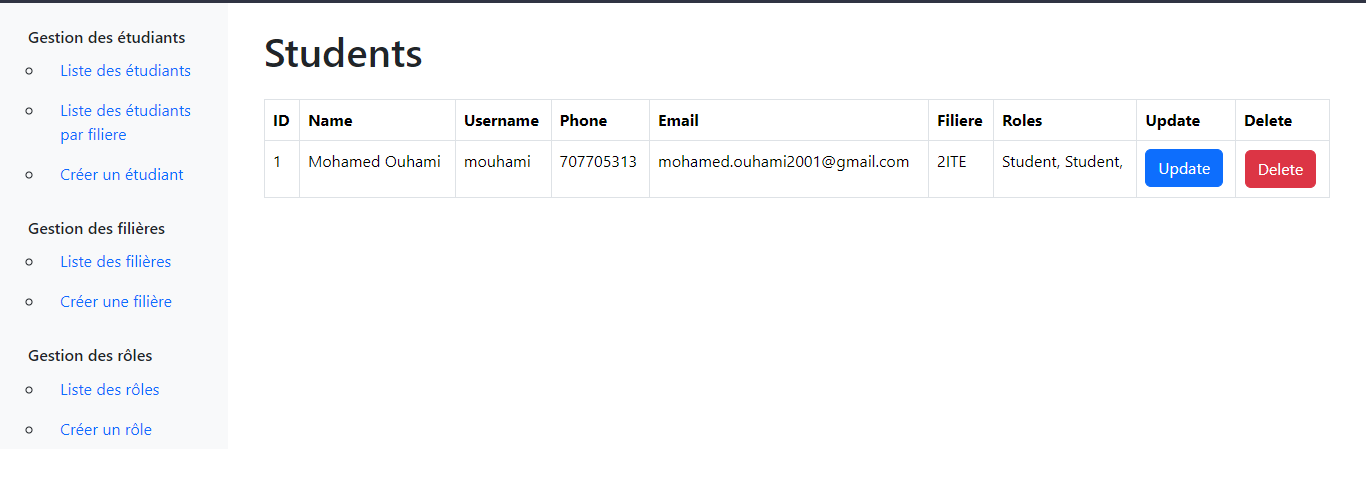 Gestion des étudiants
Liste des étudiants
Liste des étudiants
par filiere
Créer un étudiant
Gestion des filières
Liste des filières
Créer une filière
Gestion des rôles
Liste des rôles
Créer un rôle
Students
ID Name Username Phone Email Filiere Roles Update Delete
1 Mohamed Ouhami mouhami 707705313 mohamed.ouhami2001@gmail.com 2ITE Student, Student, Update Delete